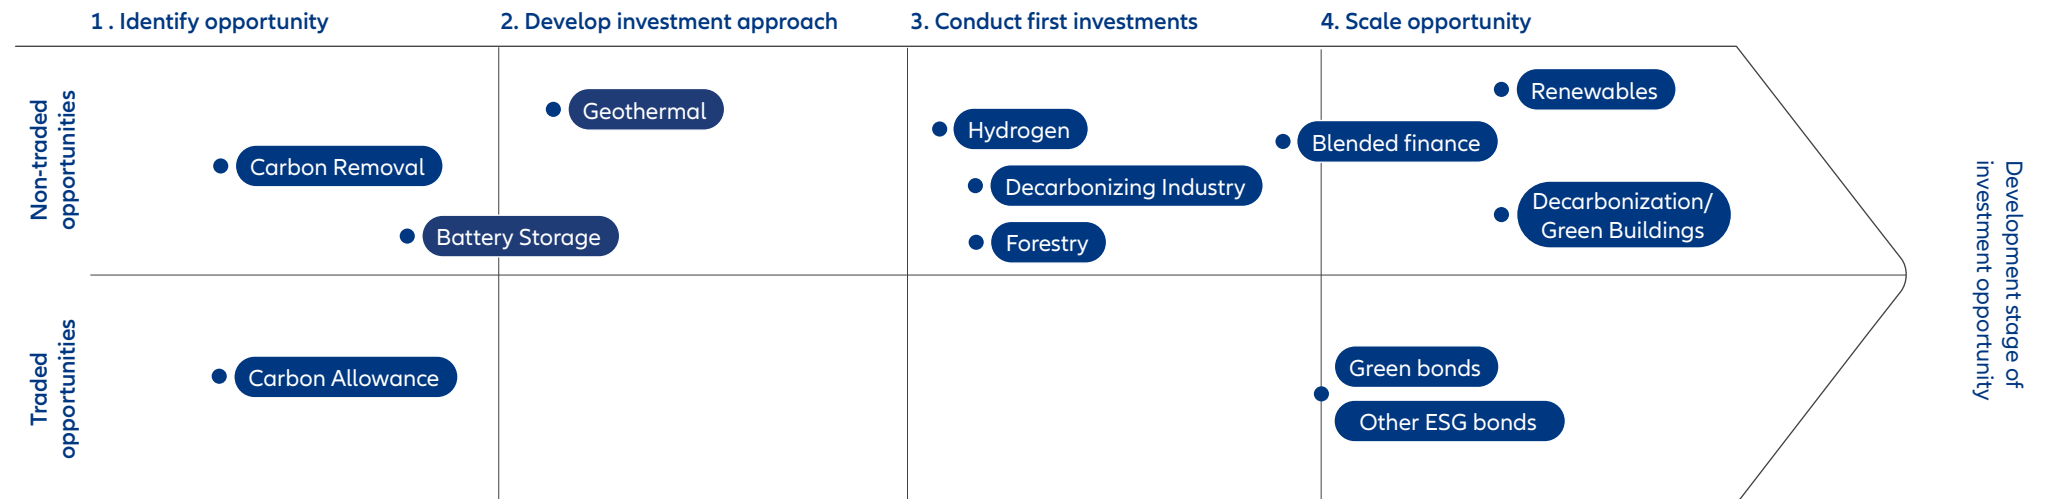 1 . Identify opportunity
2. Develop investment approach
3. Conduct first investments
4. Scale opportunity
Non-traded
opportunities
Carbon Removal
Battery Storage
Geothermal
Hydrogen
Decarbonizing Industry
Forestry
Blended finance
Renewables
Decarbonization/
Green Buildings
Traded
opportunities
Carbon Allowance
Green bonds
Other ESG bonds
Development stage of
investment opportunity